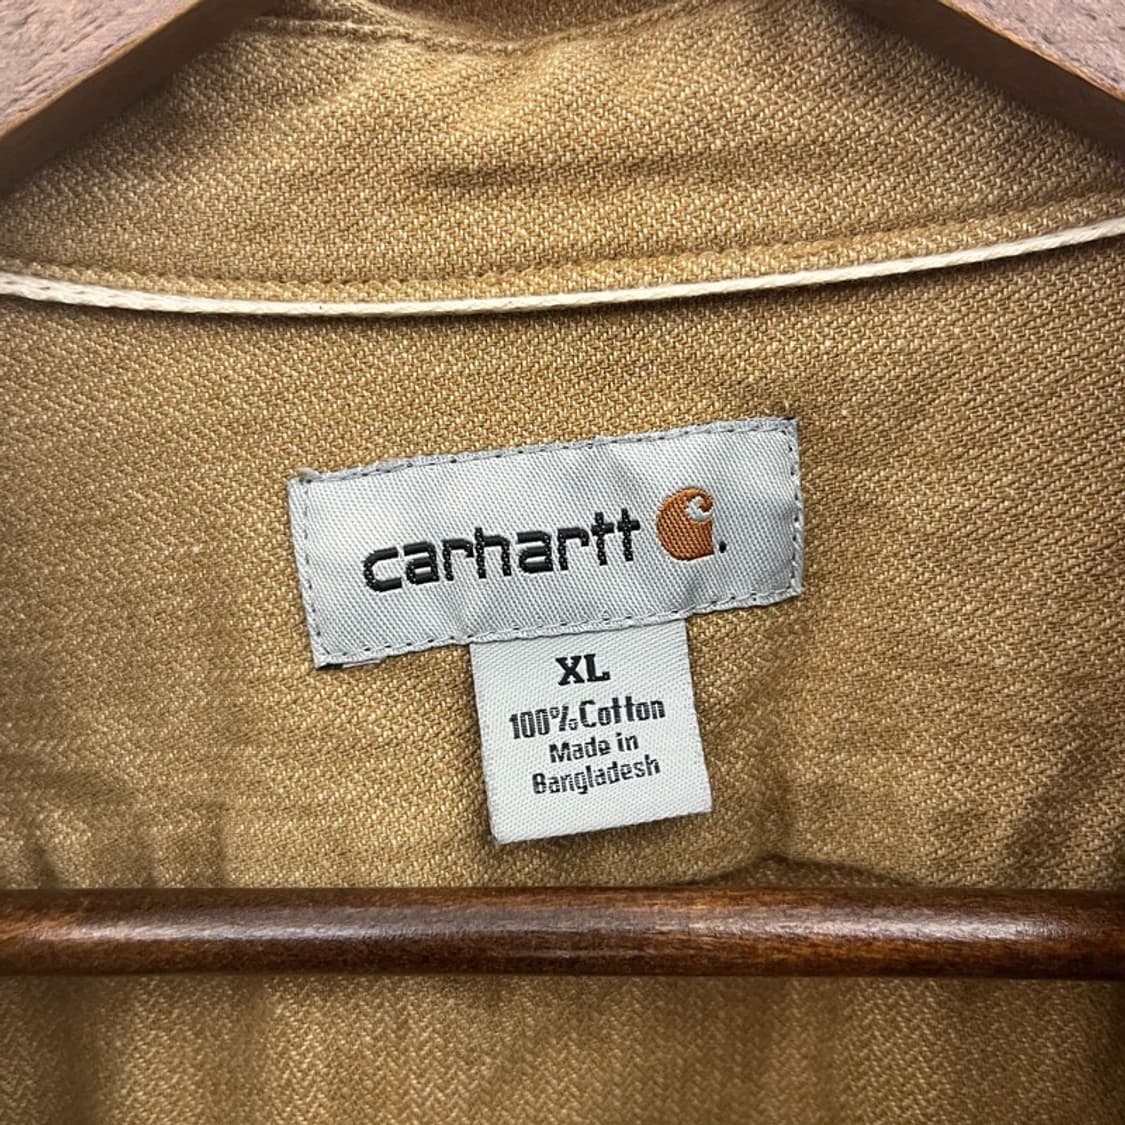 carhartt
XL
100% Cotton
Made in
Bangladesh